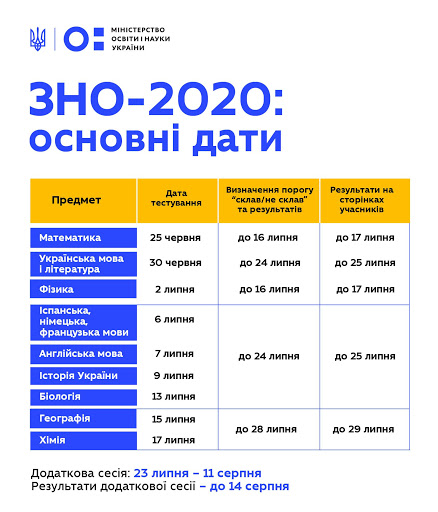 МІНІСТЕРСТВО
ОСВІТИ І НАУКИ
УКРАЇНИ
ЗНО-2020:
основні дати
Предмет
Дата
тестування
Визначення порогу
“склав/не склав”
та результатів
Результати на
сторінках
учасників
Математика
25 червня
до 16 липня
до 17 липня
Українська мова
і література
30 червня
до 24 липня
до 25 липня
Фізика
2 липня
до 16 липня
до 17 липня
Іспанська,
німецька,
французька мови
6 липня
Англійська мова
7 липня
до 24 липня
до 25 липня
Історія України
9 липня
Біологія
13 липня
Географія
15 липня
до 28 липня
до 29 липня
Хімія
17 липня
Додаткова сесія: 23 липня – 11 серпня
Результати додаткової сесії – до 14 серпня